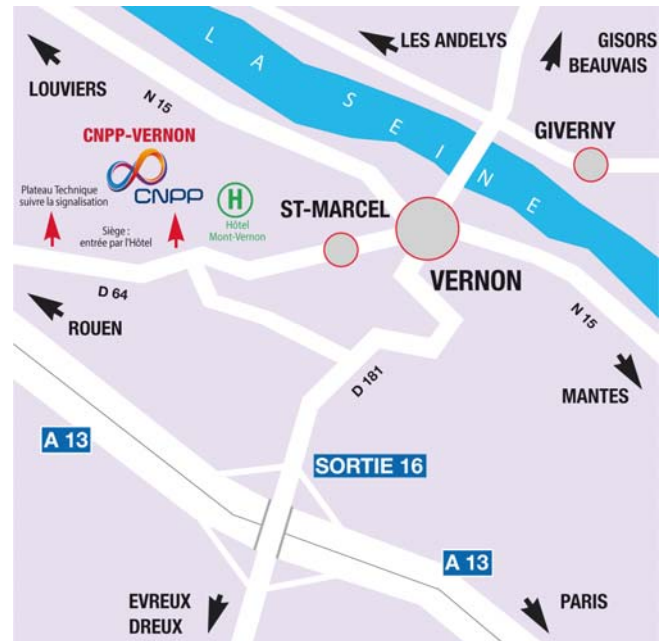 LA SEINE
LES ANDELYS
GISORS
BEAUVAIS
LOUVIERS
N 15
GIVERNY
CNPP-VERNON
CNPP
Plateau Technique
suivre la signalisation
Siège :
entrée par l'Hôtel
H
Hôtel
Mont-Vernon
ST-MARCEL
VERNON
D 64
ROUEN
N 15
MANTES
D 181
A 13
SORTIE 16
A 13
EVREUX
DREUX
PARIS